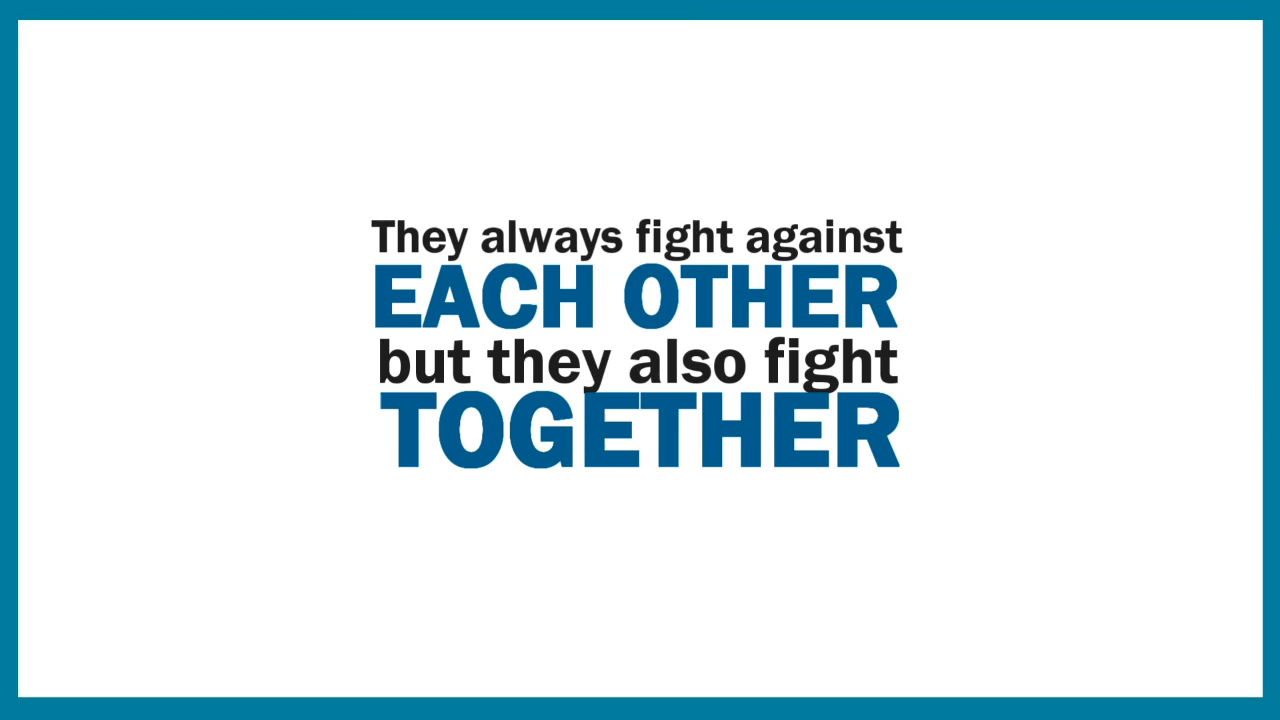 They always fight against
EACH OTHER
but they also fight
TOGETHER